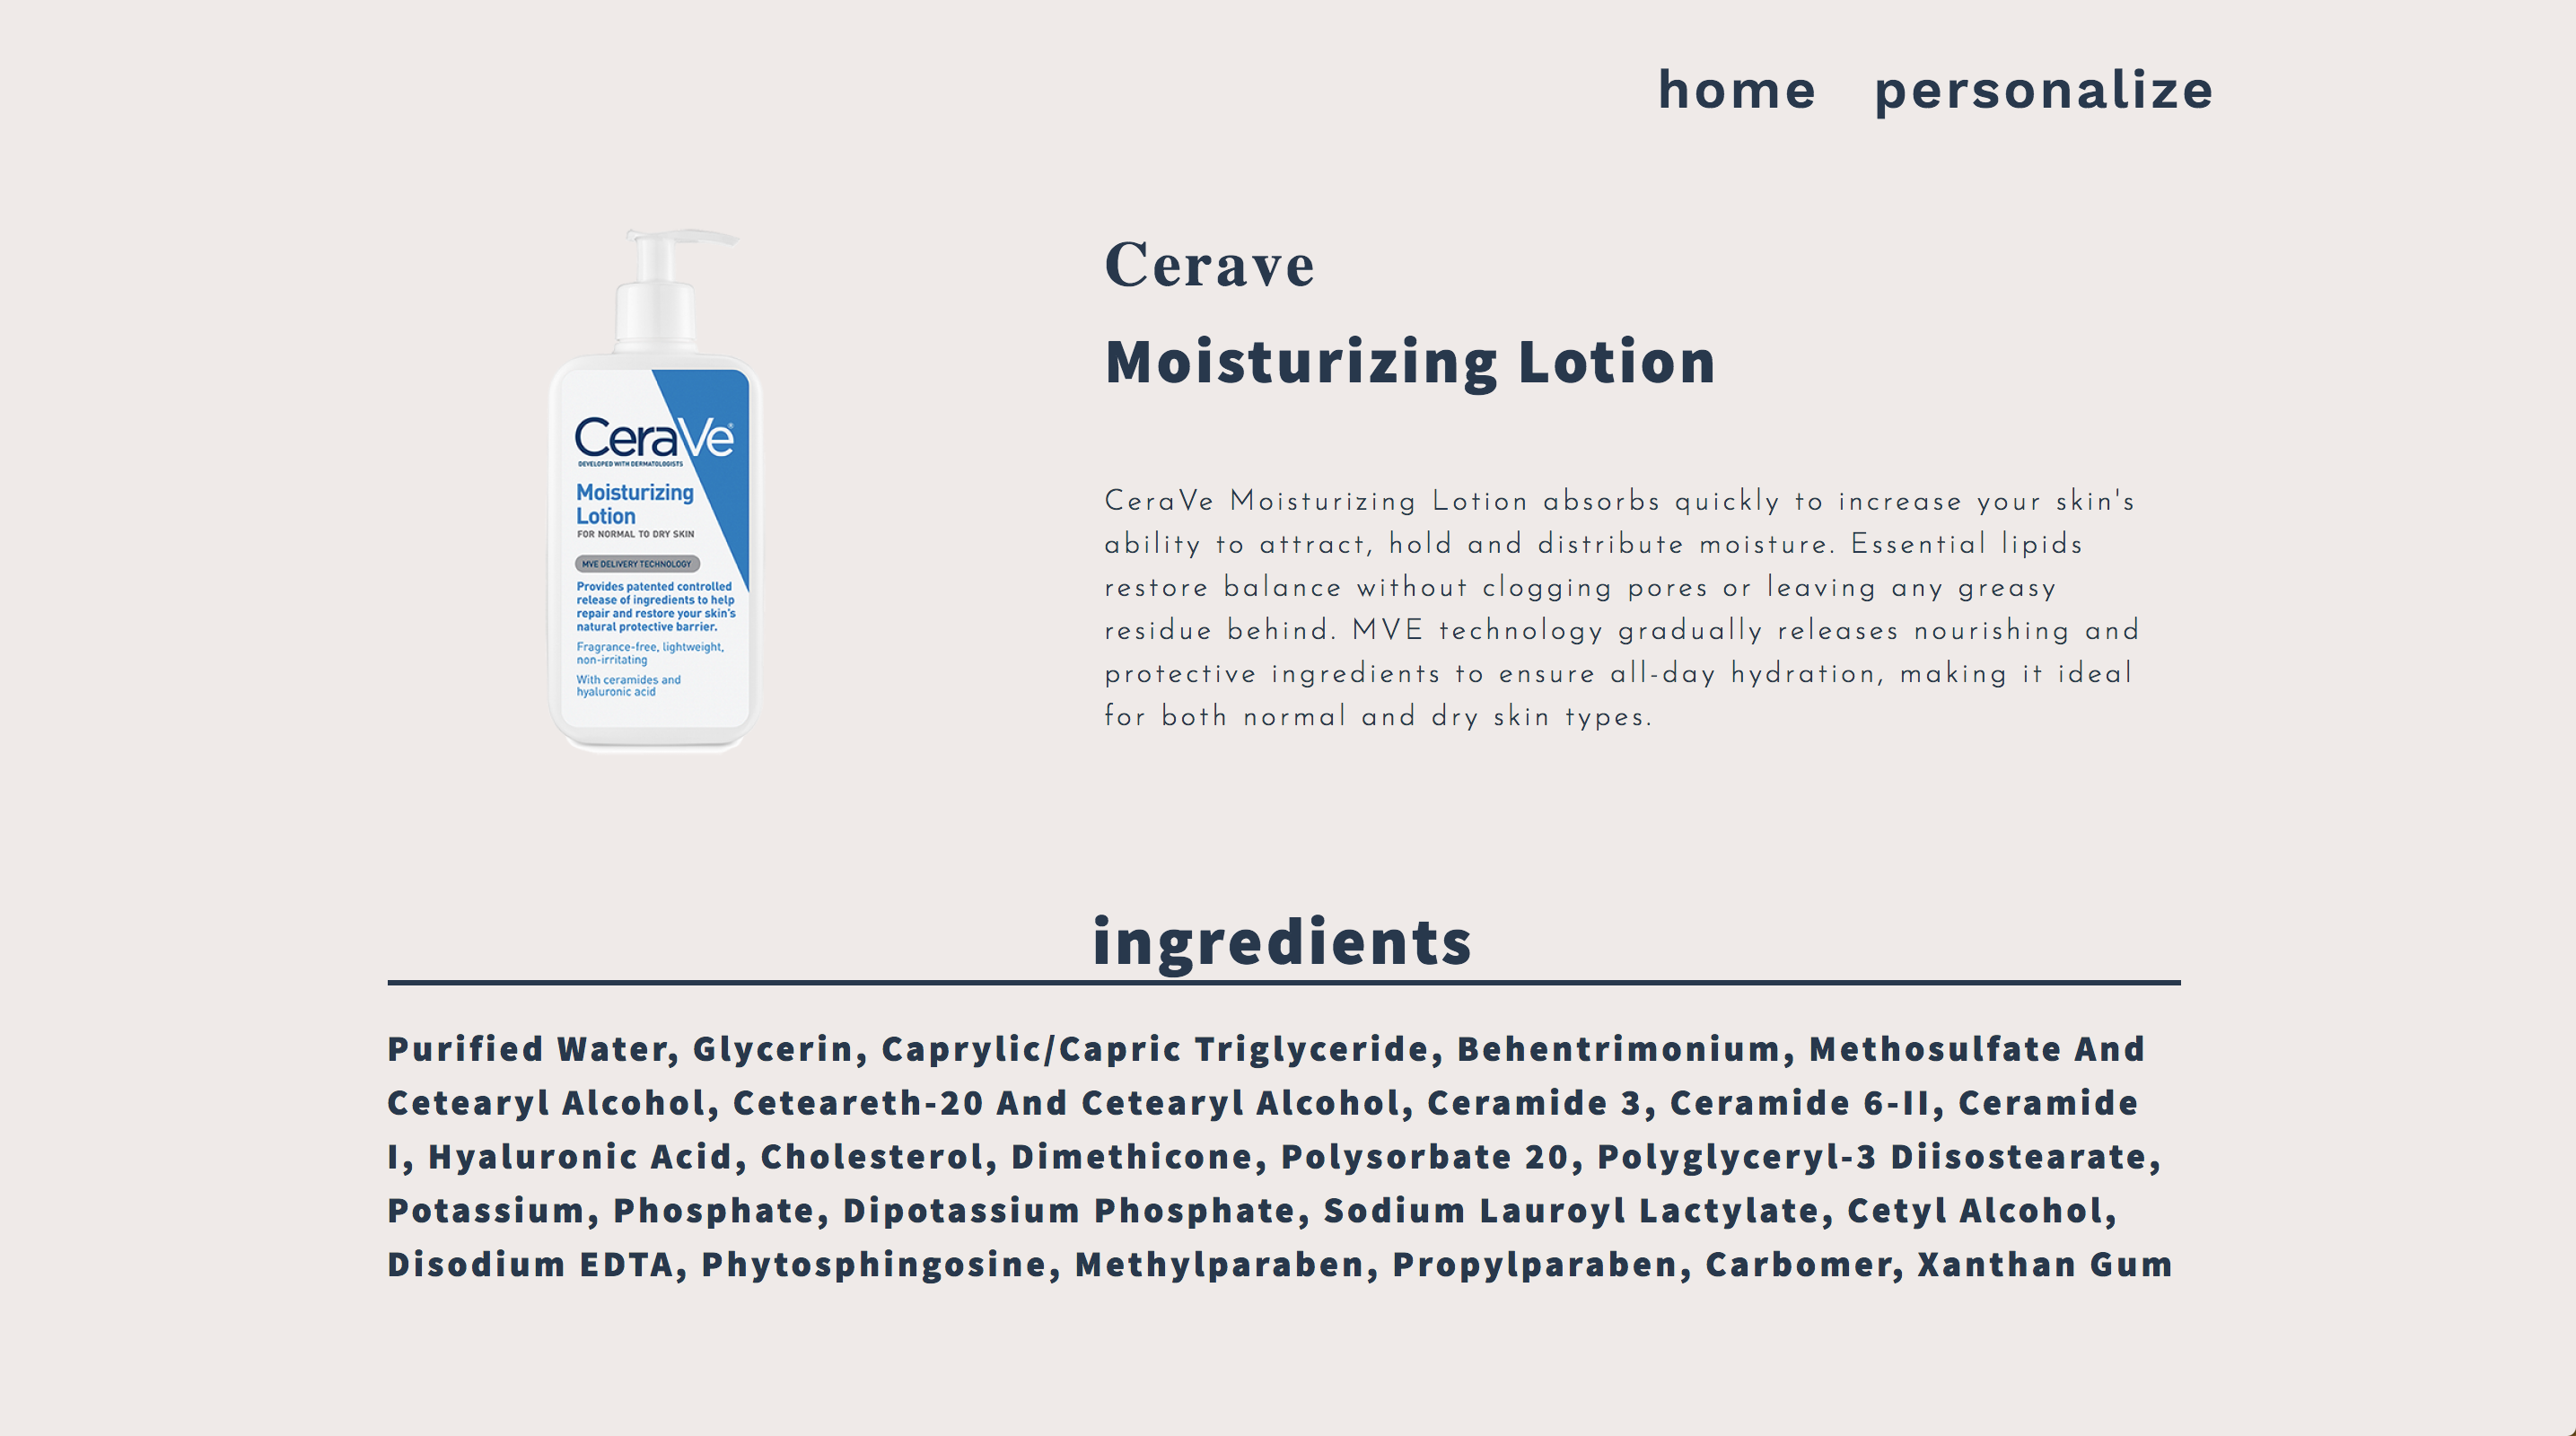 home personalize
CeraVe®
DEVELOPED WITH DERMATOLOGISTS
Moisturizing
Lotion
FOR NORMAL TO DRY SKIN
MVE DELIVERY TECHNOLOGY
Provides patented controlled
release of ingredients to help
repair and restore your skin's
natural protective barrier.
Fragrance-free, lightweight,
non-irritating
With ceramides and
hyaluronic acid
Cerave
Moisturizing Lotion
CeraVe Moisturizing Lotion absorbs quickly to increase your skin's
ability to attract, hold and distribute moisture. Essential lipids
restore balance without clogging pores or leaving any greasy
residue behind. MVE technology gradually releases nourishing and
protective ingredients to ensure all-day hydration, making it ideal
for both normal and dry skin types.
ingredients
Purified Water, Glycerin, Caprylic/Capric Triglyceride, Behentrimonium, Methosulfate And
Cetearyl Alcohol, Ceteareth-20 And Cetearyl Alcohol, Ceramide 3, Ceramide 6-II, Ceramide
I, Hyaluronic Acid, Cholesterol, Dimethicone, Polysorbate 20, Polyglyceryl-3 Diisostearate,
Potassium, Phosphate, Dipotassium Phosphate, Sodium Lauroyl Lactylate, Cetyl Alcohol,
Disodium EDTA, Phytosphingosine, Methylparaben, Propylparaben, Carbomer, Xanthan Gum